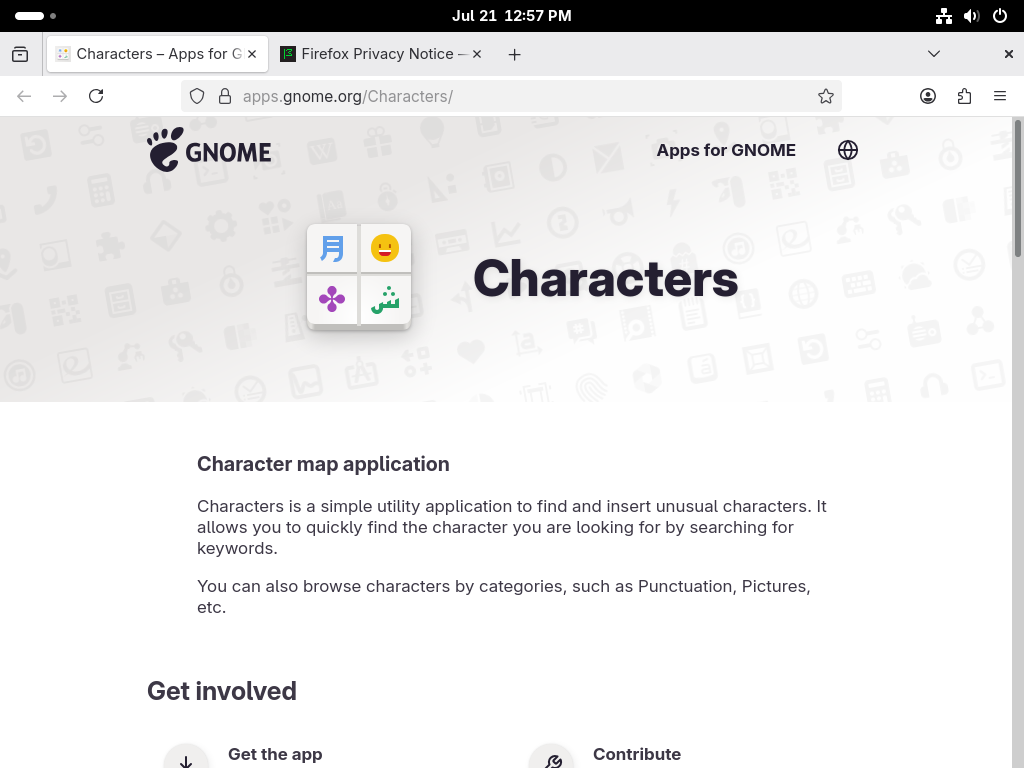 Jul 21 12:57 PM
Characters – Apps for G
Firefox Privacy Notice —
apps.gnome.org/Characters/
GNOME
Apps for GNOME
月
ش
Characters
Character map application
Characters is a simple utility application to find and insert unusual characters. It
allows you to quickly find the character you are looking for by searching for
keywords.
You can also browse characters by categories, such as Punctuation, Pictures,
etc.
Get involved
Get the app
Contribute